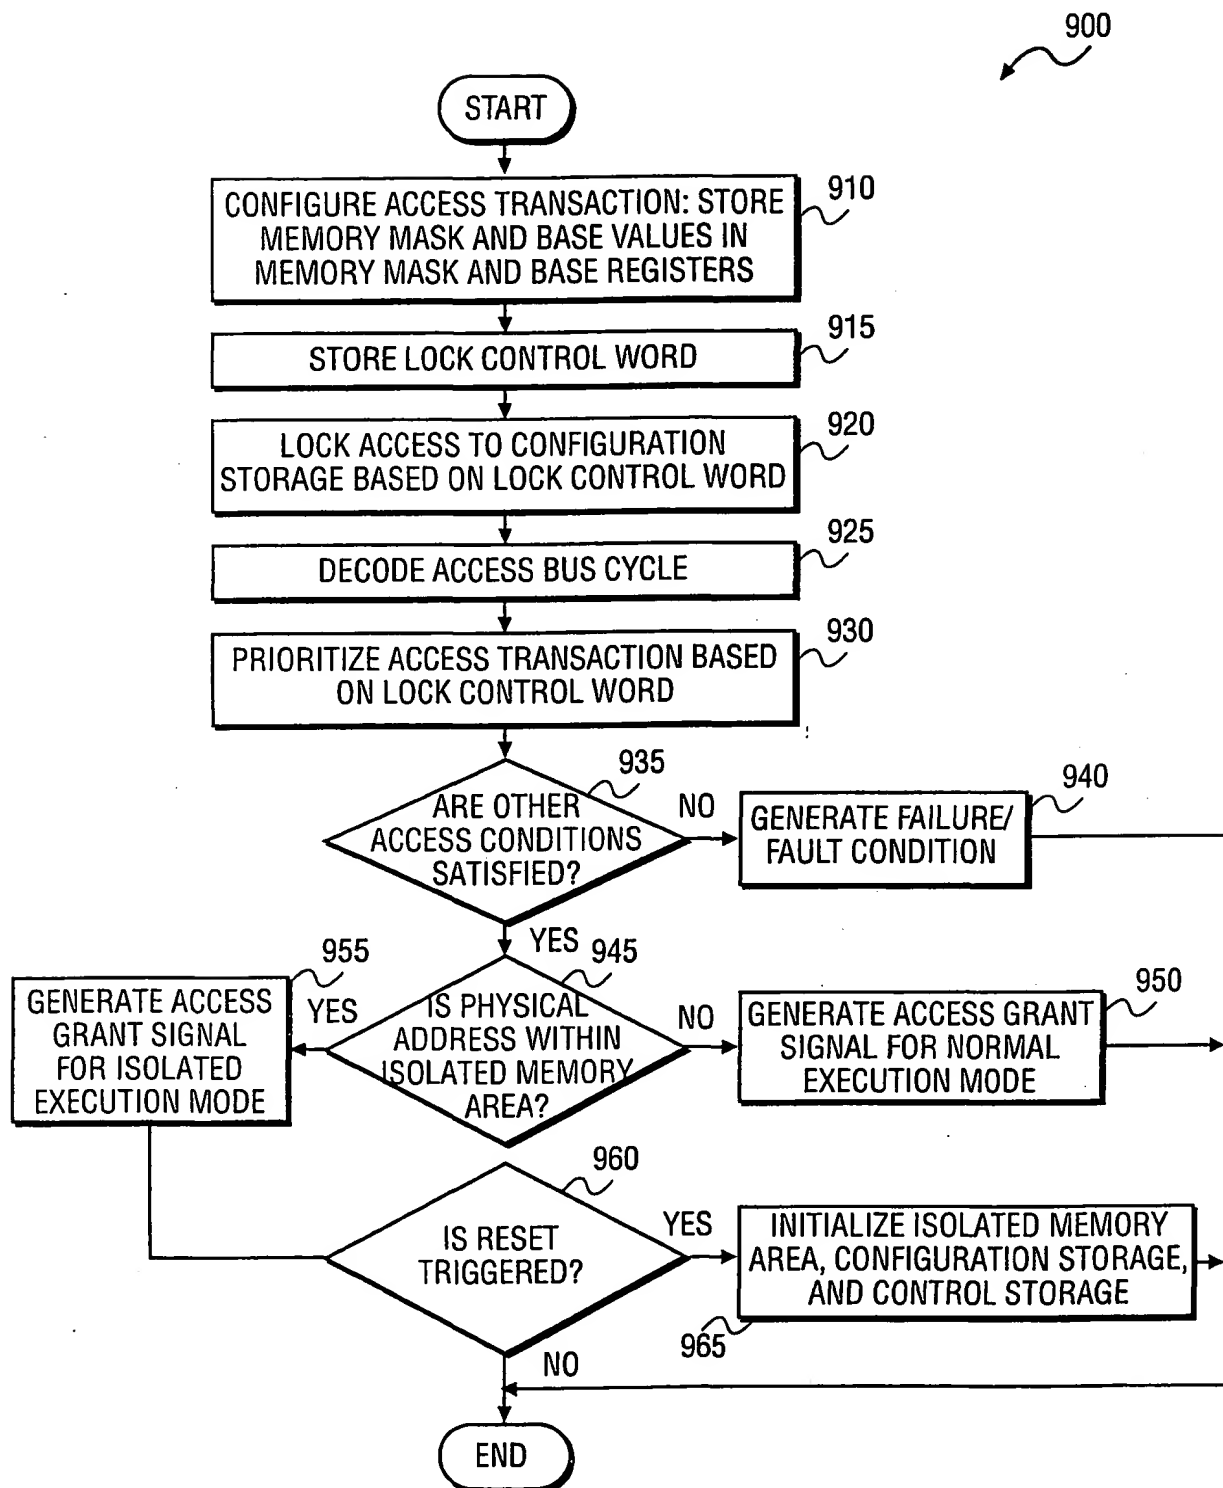 900
START
CONFIGURE ACCESS TRANSACTION: STORE
MEMORY MASK AND BASE VALUES IN
MEMORY MASK AND BASE REGISTERS
910
STORE LOCK CONTROL WORD
915
LOCK ACCESS TO CONFIGURATION
STORAGE BASED ON LOCK CONTROL WORD
920
DECODE ACCESS BUS CYCLE
925
PRIORITIZE ACCESS TRANSACTION BASED
ON LOCK CONTROL WORD
930
ARE OTHER
ACCESS CONDITIONS
SATISFIED?
935
NO
GENERATE FAILURE/
FAULT CONDITION
940
YES
IS PHYSICAL
ADDRESS WITHIN
ISOLATED MEMORY
AREA?
945
NO
GENERATE ACCESS GRANT
SIGNAL FOR NORMAL
EXECUTION MODE
950
YES
GENERATE ACCESS
GRANT SIGNAL
FOR ISOLATED
EXECUTION MODE
955
IS RESET
TRIGGERED?
960
YES
INITIALIZE ISOLATED MEMORY
AREA, CONFIGURATION STORAGE,
AND CONTROL STORAGE
965
NO
END